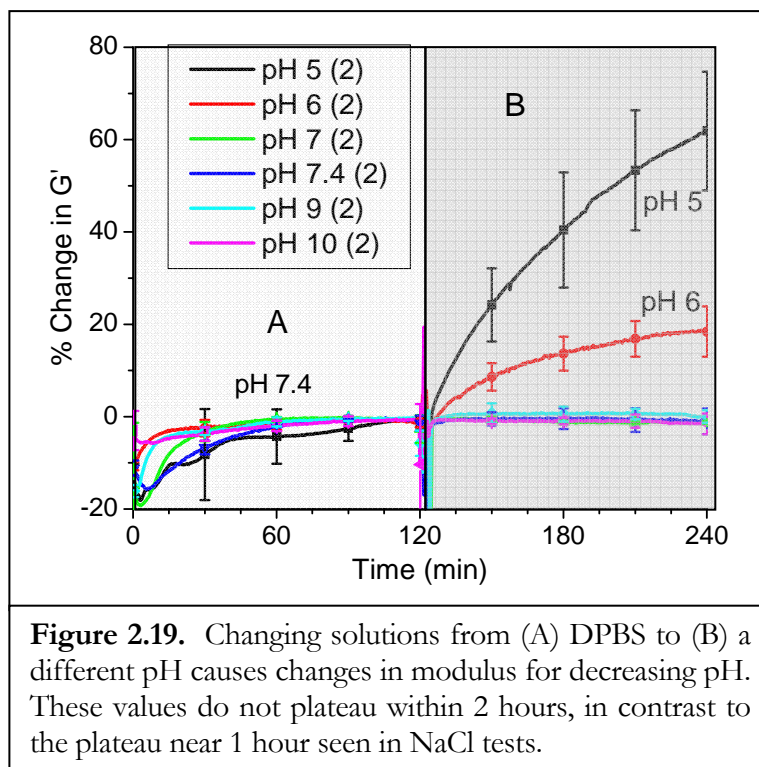 80
60
40
20
0
-20
% Change in G'
pH 5 (2)
pH 6 (2)
pH 7 (2)
pH 7.4 (2)
pH 9 (2)
pH 10 (2)
A
pH 7.4
B
pH 5
pH 6
0 60 120 180 240
Time (min)
Figure 2.19. Changing solutions from (A) DPBS to (B) a
different pH causes changes in modulus for decreasing pH.
These values do not plateau within 2 hours, in contrast to
the plateau near 1 hour seen in NaCl tests.